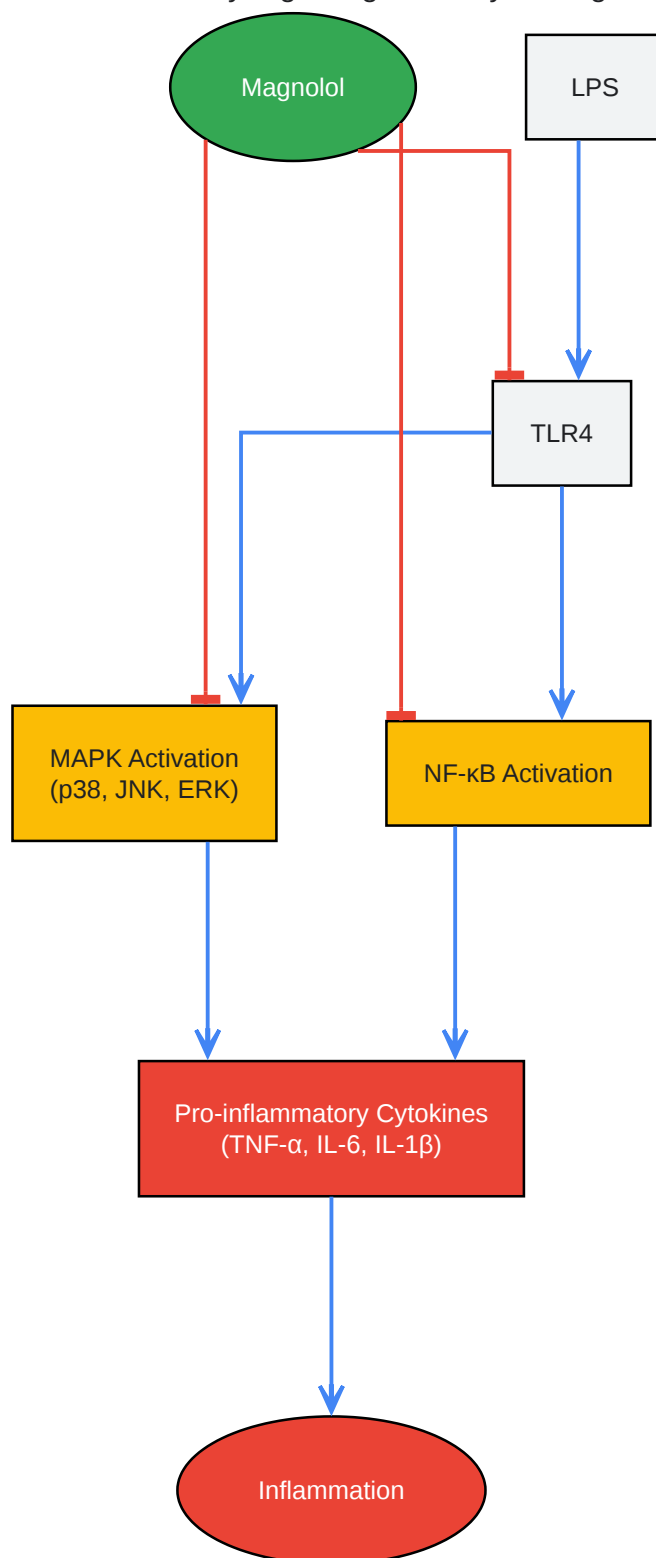 Magnolol
LPS
TLR4
MAPK Activation
(p38, JNK, ERK)
NF-κB Activation
Pro-inflammatory Cytokines
(TNF-α, IL-6, IL-1β)
Inflammation